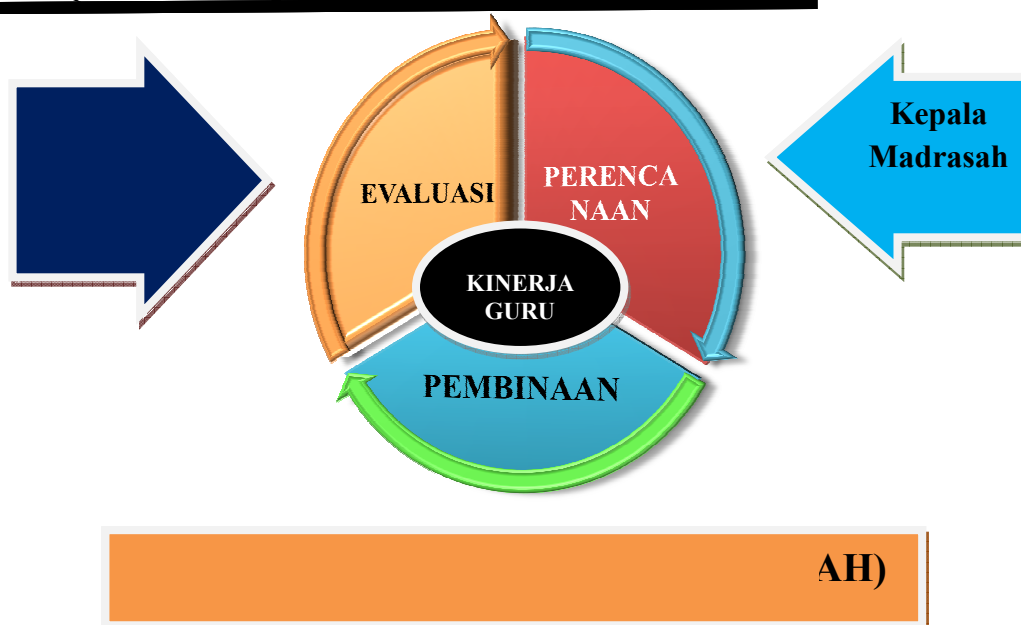 Kepala
Madrasah
EVALUASI
PERENCA
NAAN
KINERJA
GURU
PEMBINAAN
AH)